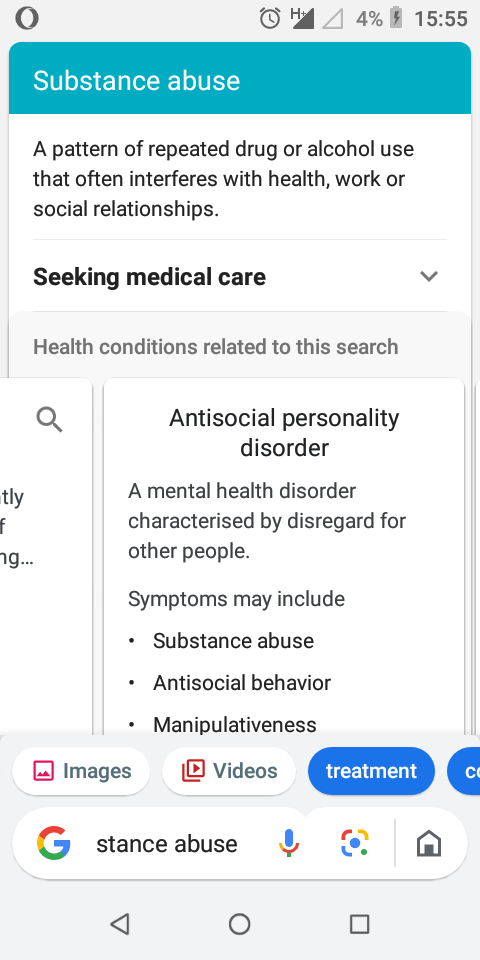 H+ 4% 15:55
Substance abuse
A pattern of repeated drug or alcohol use
that often interferes with health, work or
social relationships.
Seeking medical care
Health conditions related to this search
tly
f
ng...
Antisocial personality
disorder
A mental health disorder
characterised by disregard for
other people.
Symptoms may include
• Substance abuse
• Antisocial behavior
• Manipulativeness
Images Videos treatment co
G stance abuse